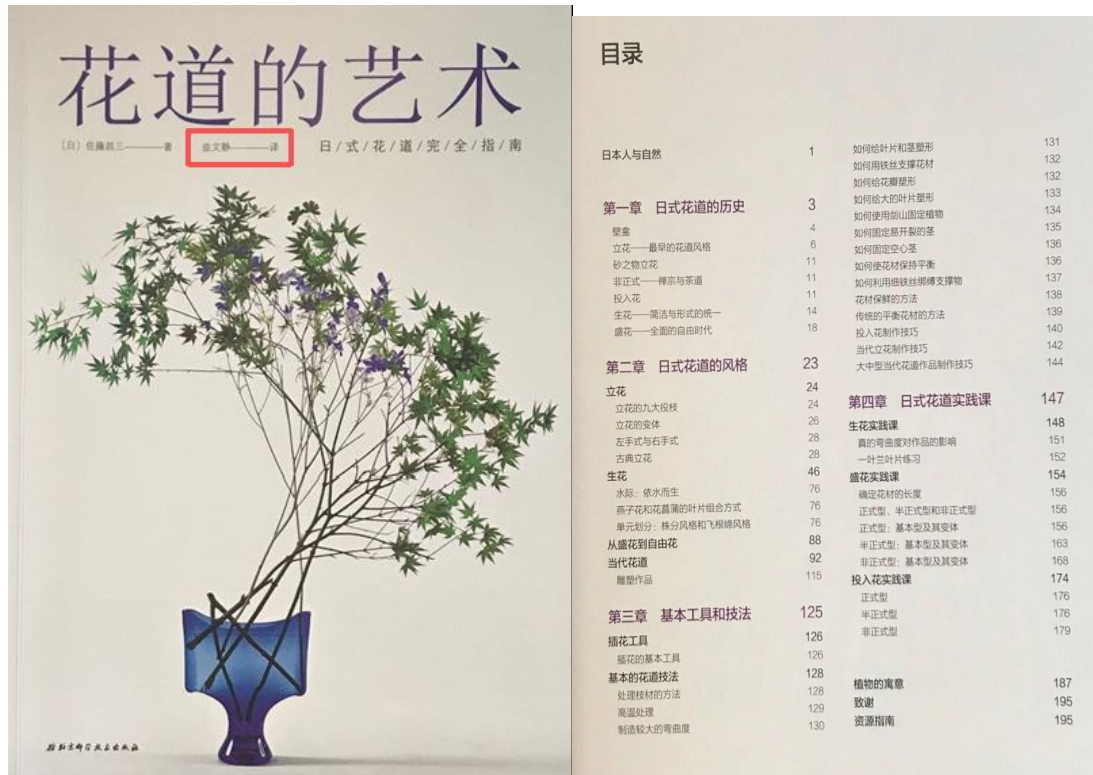 花道的艺术
〔日〕佐藤昌三———著 益文静———译 日/式/花/道/完/全/指/南
北京科学技术出版社
目录
日本人与自然 1
第一章 日式花道的历史 3
壁龛 4
立花——最早的花道风格 6
砂之物立花 11
非正式——禅宗与茶道 11
投入花 11
生花——简洁与形式的统一 14
盛花——全面的自由时代 18
第二章 日式花道的风格 23
立花 24
立花的九大役枝 24
立花的变体 26
左手式与右手式 28
古典立花 28
生花 46
水际：依水而生 76
燕子花和花菖蒲的叶片组合方式 76
单元划分：株分风格和飞根缔风格 76
从盛花到自由花 88
当代花道 92
雕塑作品 115
第三章 基本工具和技法 125
插花工具 126
插花的基本工具 126
基本的花道技法 128
处理枝材的方法 128
高温处理 129
制造较大的弯曲度 130
如何给叶片和茎塑形 131
如何用铁丝支撑花材 132
如何给花瓣塑形 132
如何给大的叶片塑形 133
如何使用剑山固定植物 134
如何固定易开裂的茎 135
如何固定空心茎 136
如何使花材保持平衡 136
如何利用细铁丝绑缚支撑物 137
花材保鲜的方法 138
传统的平衡花材的方法 139
投入花制作技巧 140
当代立花制作技巧 142
大中型当代花道作品制作技巧 144
第四章 日式花道实践课 147
生花实践课 148
真的弯曲度对作品的影响 151
一叶兰叶片练习 152
盛花实践课 154
确定花材的长度 156
正式型、半正式型和非正式型 156
正式型：基本型及其变体 156
半正式型：基本型及其变体 163
非正式型：基本型及其变体 168
投入花实践课 174
正式型 176
半正式型 176
非正式型 179
植物的寓意 187
致谢 195
资源指南 195